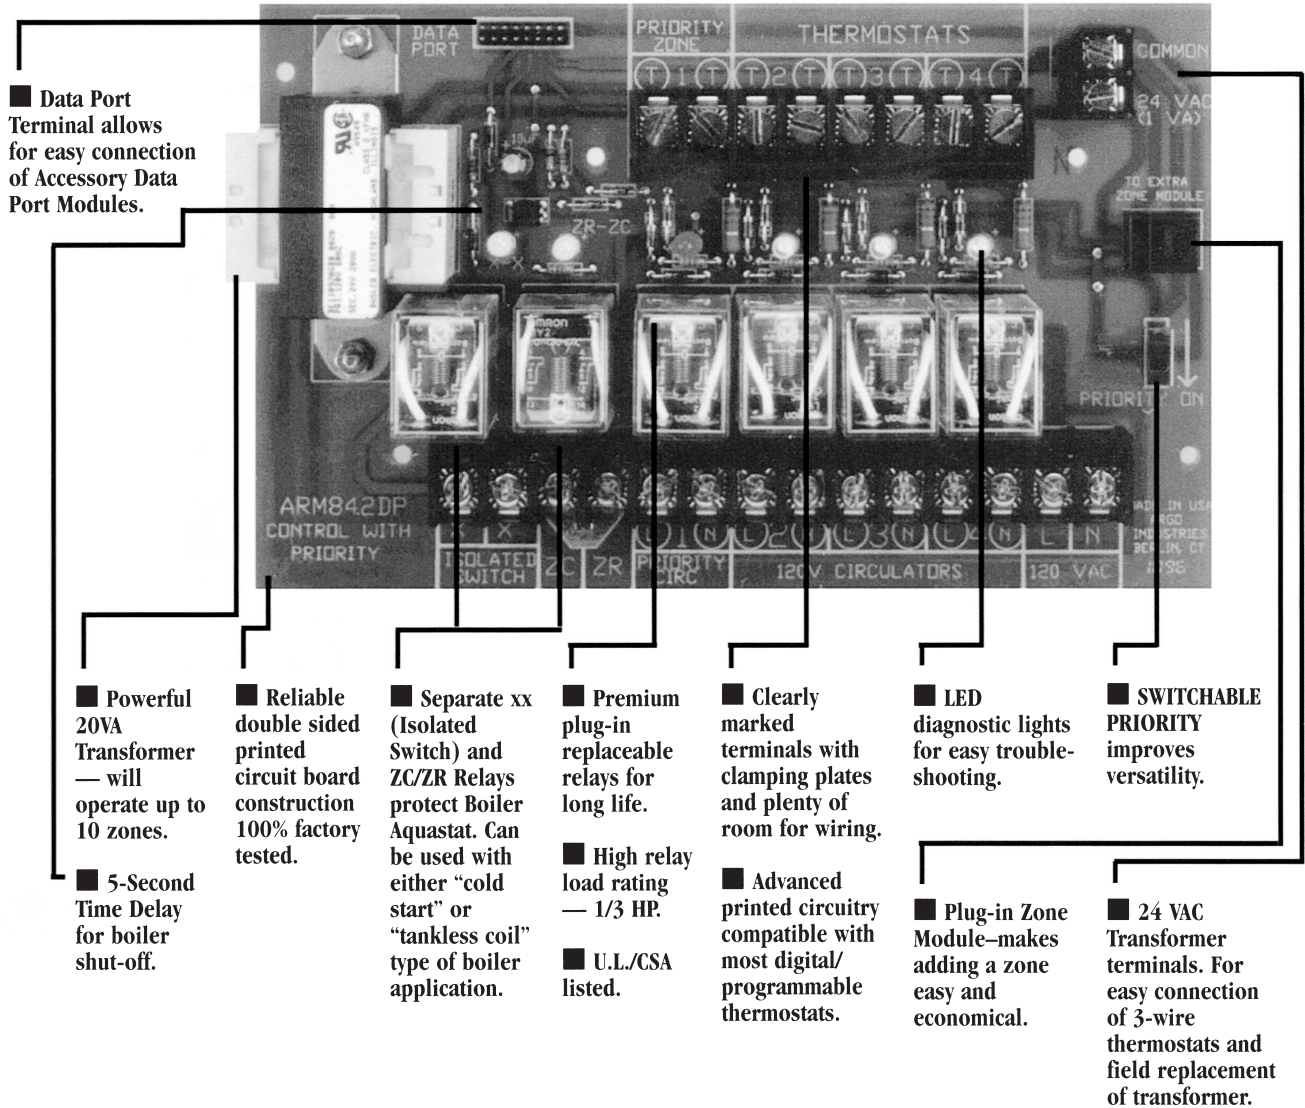 DATA
PORT
PRIORITY
ZONE
THERMOSTATS
T 1 T T 2 T T 3 T T 4 T
COMMON
24 VAC
(1 VA)
N
TO EXTRA
ZONE MODULE
ZR-ZC
X X
PRIORITY ON
ARM842DP
CONTROL WITH
PRIORITY
X X
ISOLATED
SWITCH
ZC ZR
L 1 N L 2 N L 3 N L 4 N L N
PRIORITY
CIRC
120V CIRCULATORS
120 VAC
MADE IN USA
ARGO
INDUSTRIES
BERLIN, CT
■ Data Port
Terminal allows
for easy connection
of Accessory Data
Port Modules.
■ Powerful
20VA
Transformer
— will
operate up to
10 zones.
■ 5-Second
Time Delay
for boiler
shut-off.
■ Reliable
double sided
printed
circuit board
construction
100% factory
tested.
■ Separate xx
(Isolated
Switch) and
ZC/ZR Relays
protect Boiler
Aquastat. Can
be used with
either “cold
start” or
“tankless coil”
type of boiler
application.
■ Premium
plug-in
replaceable
relays for
long life.
■ High relay
load rating
— 1/3 HP.
■ U.L./CSA
listed.
■ Clearly
marked
terminals with
clamping plates
and plenty of
room for wiring.
■ Advanced
printed circuitry
compatible with
most digital/
programmable
thermostats.
■ LED
diagnostic lights
for easy trouble-
shooting.
■ Plug-in Zone
Module–makes
adding a zone
easy and
economical.
■ SWITCHABLE
PRIORITY
improves
versatility.
■ 24 VAC
Transformer
terminals. For
easy connection
of 3-wire
thermostats and
field replacement
of transformer.